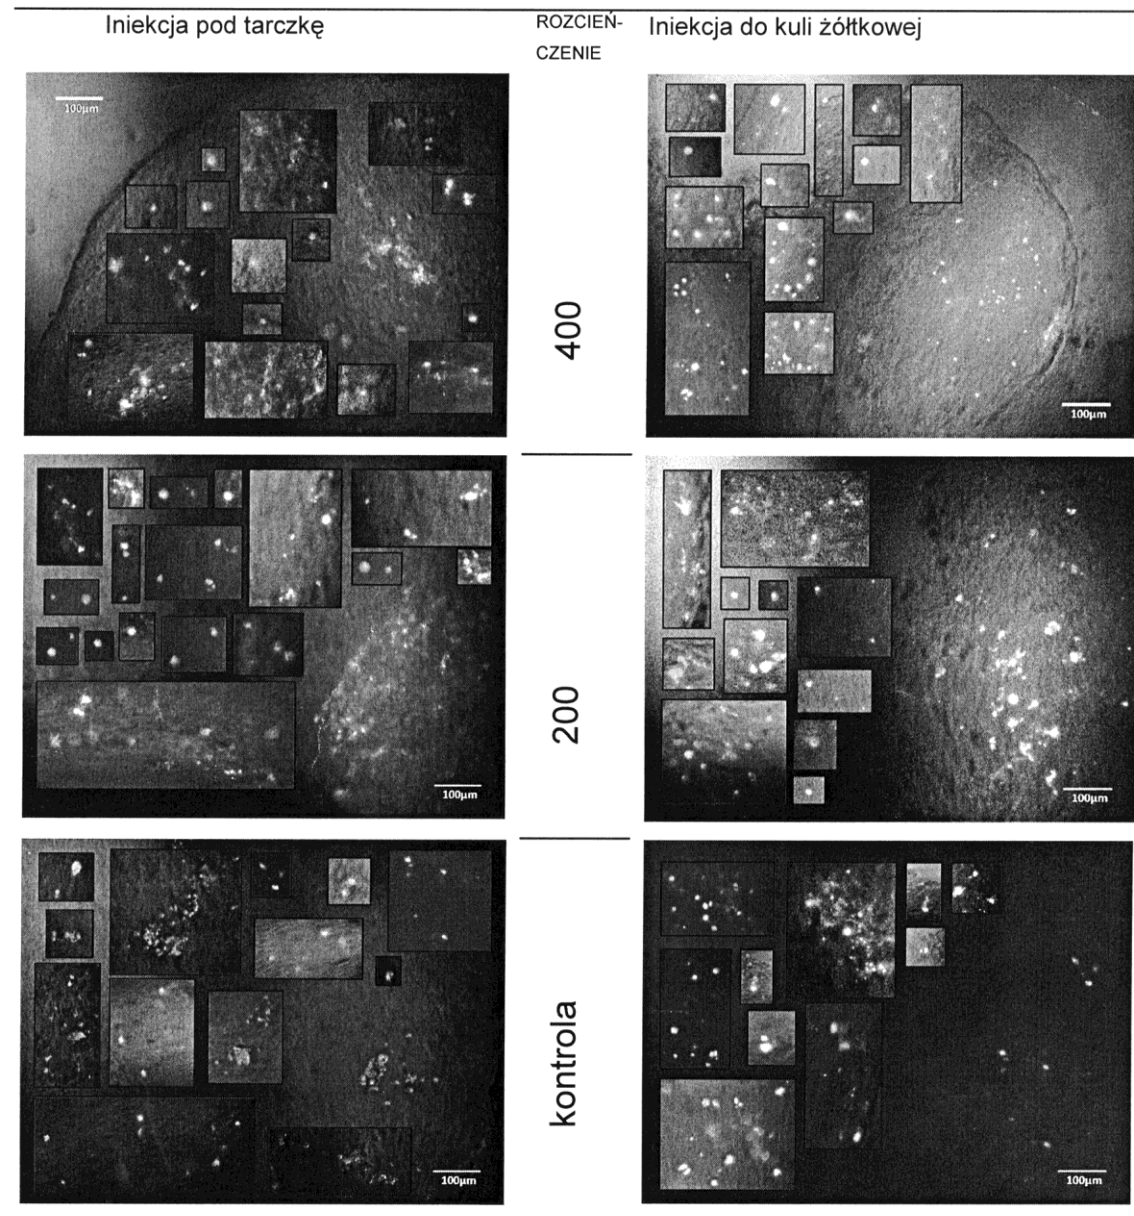 Iniekcja pod tarczkę
ROZCIEŃ-
CZENIE
Iniekcja do kuli żółtkowej
100µm
400
100µm
200
100µm
100µm
kontrola
100µm
100µm